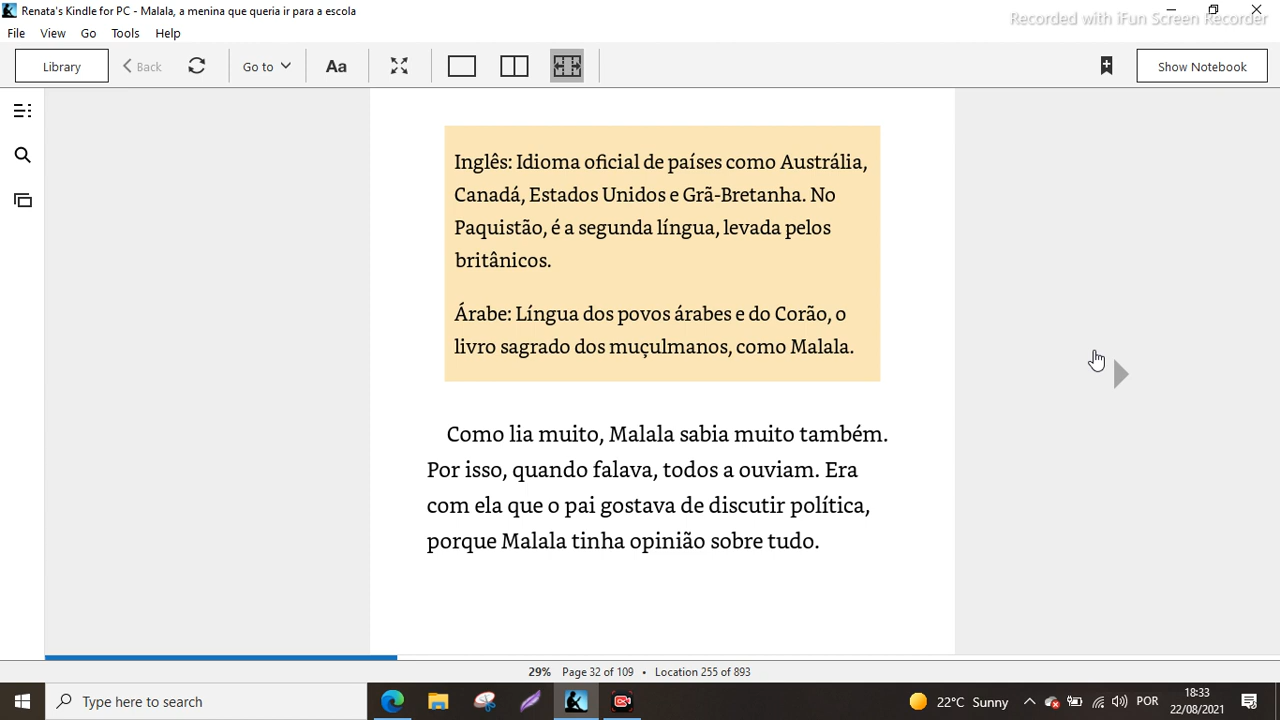 Renata's Kindle for PC - Malala, a menina que queria ir para a escola
Recorded with iFun Screen Recorder
File View Go Tools Help
Library Back Go to Aa Show Notebook
Inglês: Idioma oficial de países como Austrália,
Canadá, Estados Unidos e Grã-Bretanha. No
Paquistão, é a segunda língua, levada pelos
britânicos.
Árabe: Língua dos povos árabes e do Corão, o
livro sagrado dos muçulmanos, como Malala.
Como lia muito, Malala sabia muito também.
Por isso, quando falava, todos a ouviam. Era
com ela que o pai gostava de discutir política,
porque Malala tinha opinião sobre tudo.
29% Page 32 of 109 • Location 255 of 893
Type here to search 22°C Sunny POR 18:33
22/08/2021